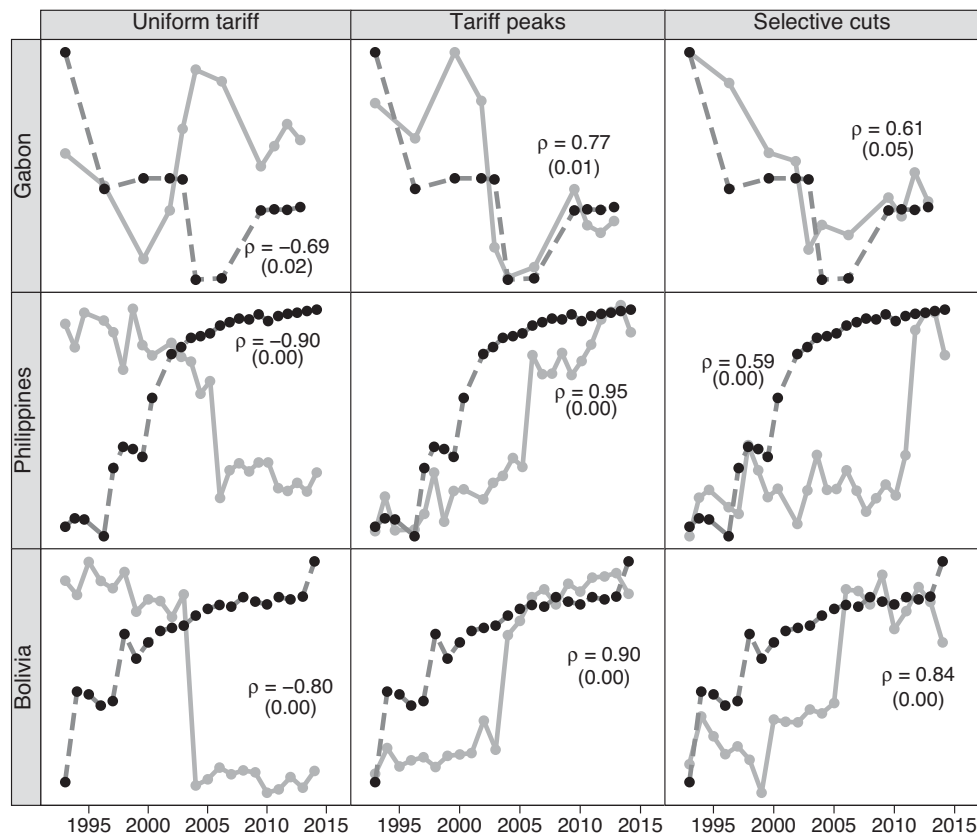 Uniform tariff Tariff peaks Selective cuts
Gabon
ρ = −0.69
(0.02)
ρ = 0.77
(0.01)
ρ = 0.61
(0.05)
Philippines
ρ = −0.90
(0.00)
ρ = 0.95
(0.00)
ρ = 0.59
(0.00)
Bolivia
ρ = −0.80
(0.00)
ρ = 0.90
(0.00)
ρ = 0.84
(0.00)
1995 2000 2005 2010 2015 1995 2000 2005 2010 2015 1995 2000 2005 2010 2015